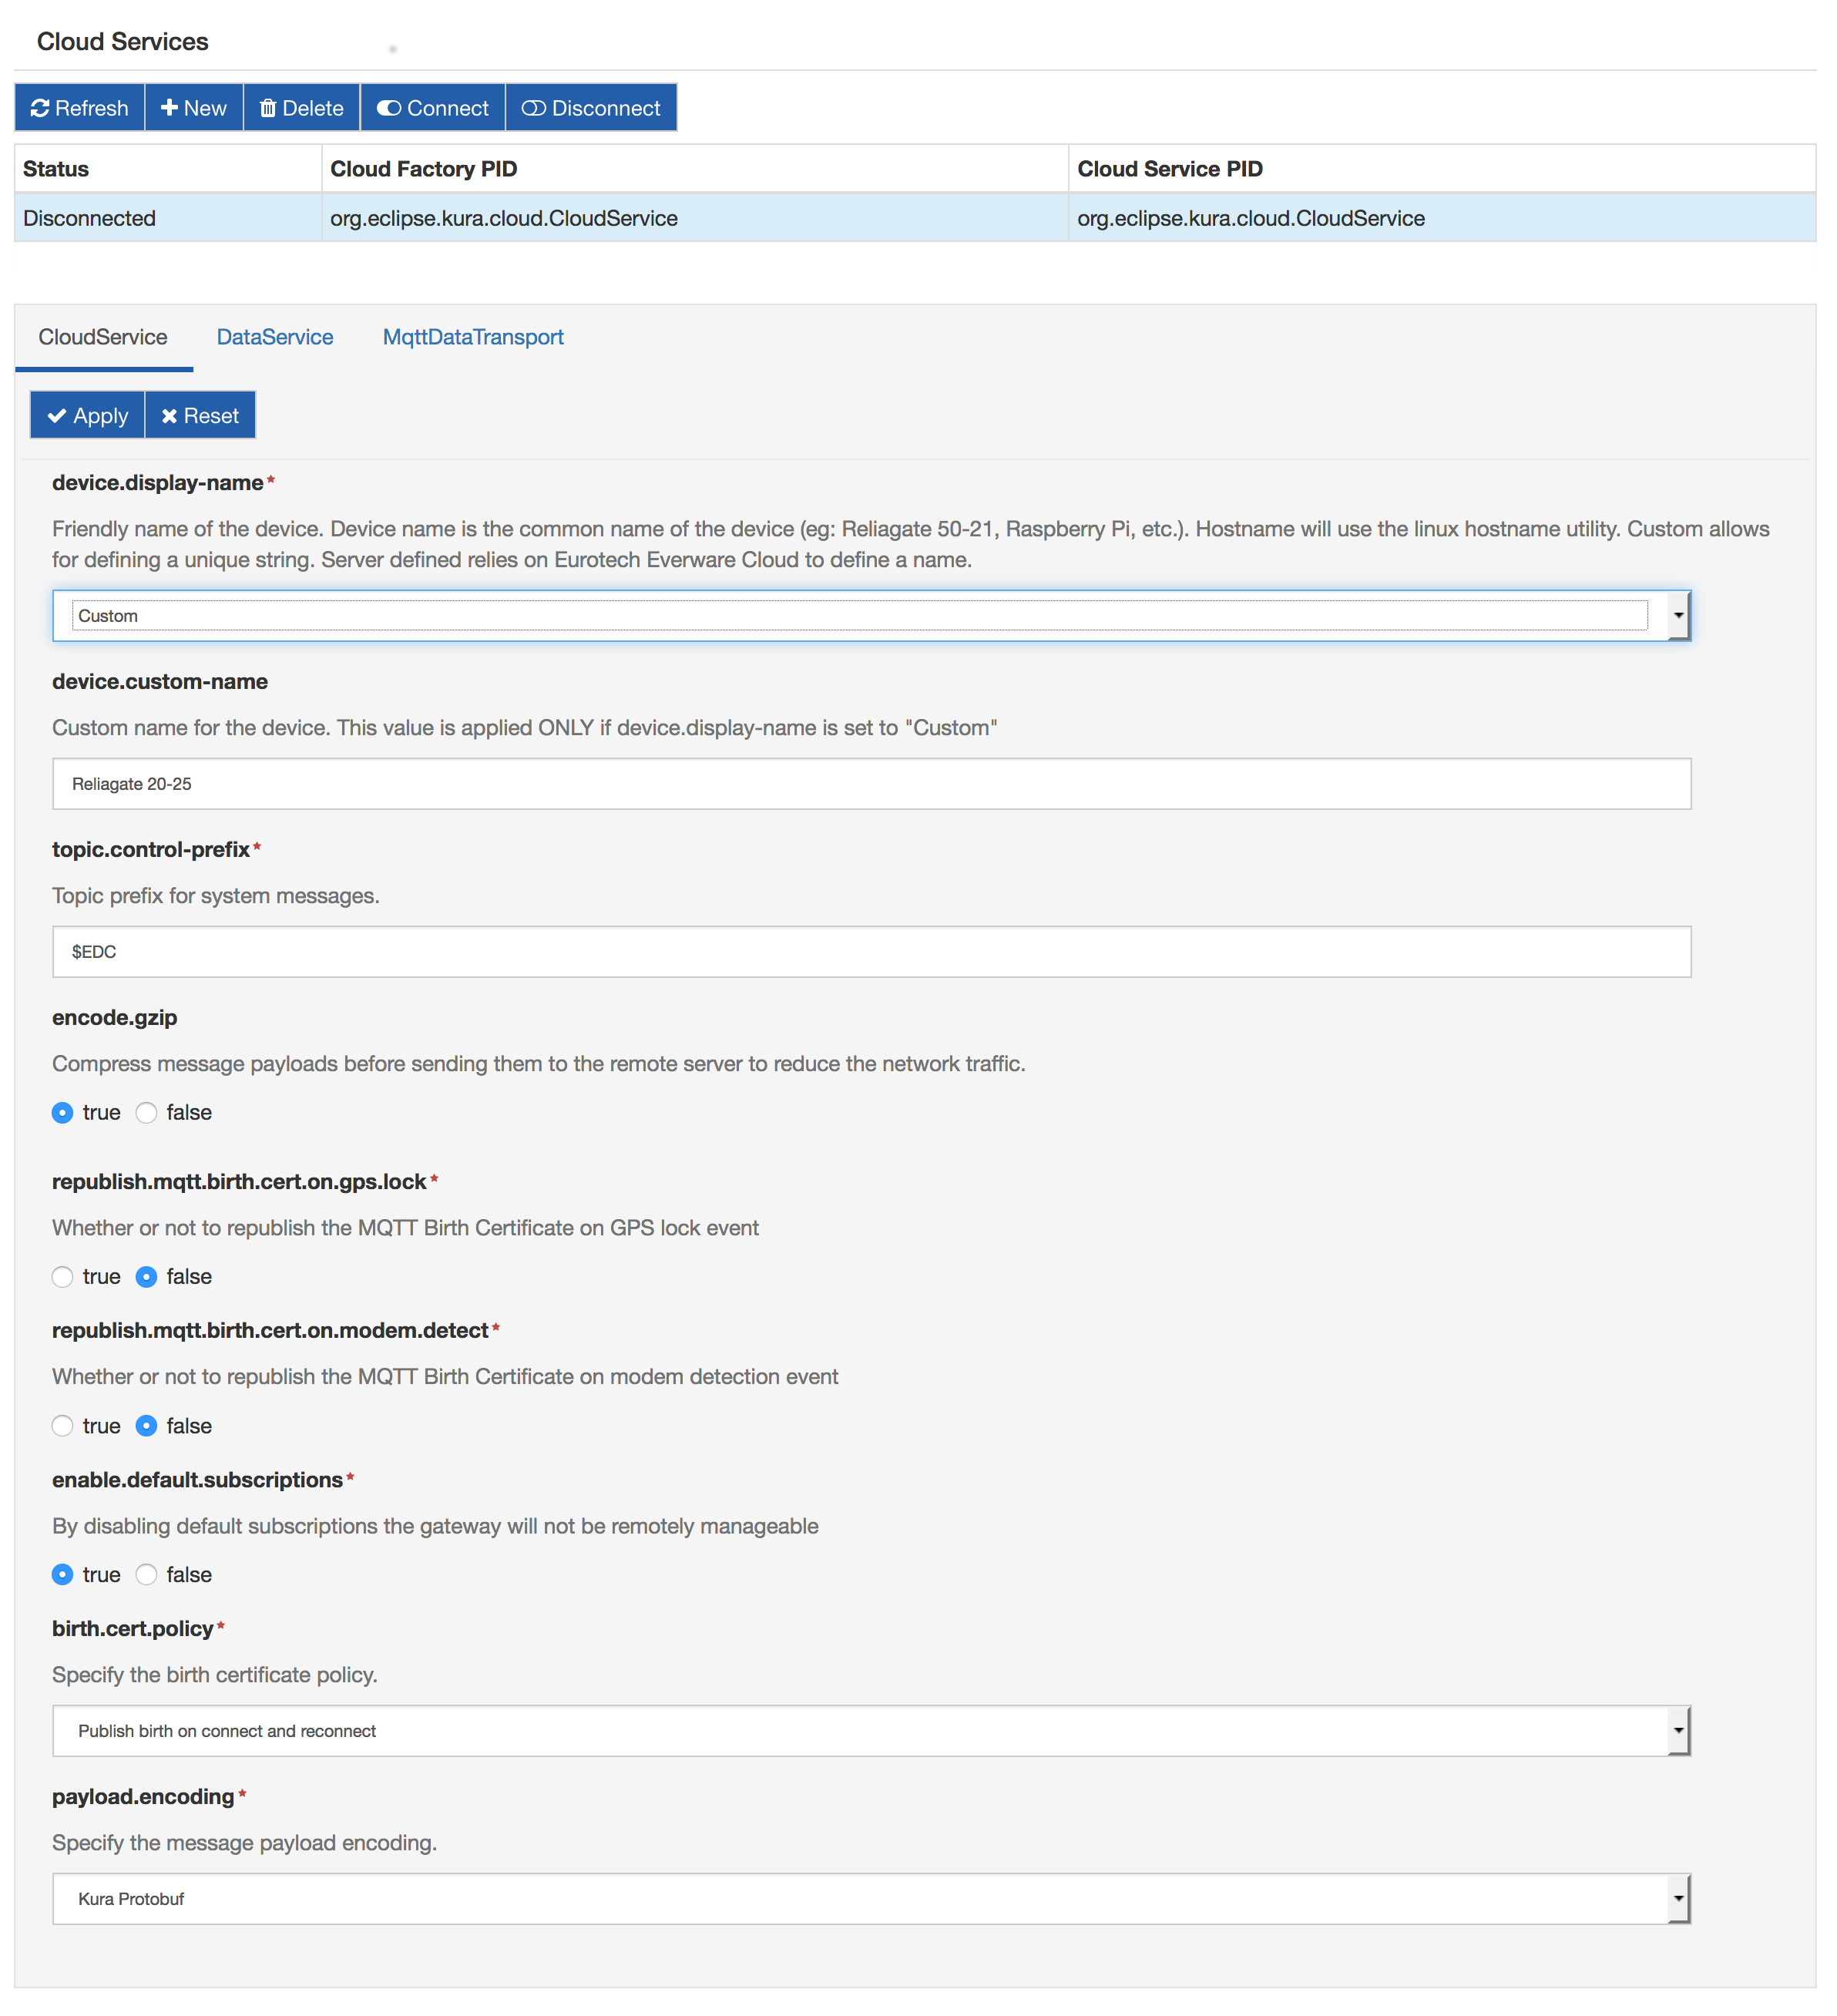 Cloud Services
Refresh New Delete Connect Disconnect
Status Cloud Factory PID Cloud Service PID
Disconnected org.eclipse.kura.cloud.CloudService org.eclipse.kura.cloud.CloudService
CloudService DataService MqttDataTransport
Apply Reset
device.display-name*
Friendly name of the device. Device name is the common name of the device (eg: Reliagate 50-21, Raspberry Pi, etc.). Hostname will use the linux hostname utility. Custom allows
for defining a unique string. Server defined relies on Eurotech Everware Cloud to define a name.
Custom
device.custom-name
Custom name for the device. This value is applied ONLY if device.display-name is set to "Custom"
Reliagate 20-25
topic.control-prefix*
Topic prefix for system messages.
$EDC
encode.gzip
Compress message payloads before sending them to the remote server to reduce the network traffic.
true false
republish.mqtt.birth.cert.on.gps.lock*
Whether or not to republish the MQTT Birth Certificate on GPS lock event
true false
republish.mqtt.birth.cert.on.modem.detect*
Whether or not to republish the MQTT Birth Certificate on modem detection event
true false
enable.default.subscriptions*
By disabling default subscriptions the gateway will not be remotely manageable
true false
birth.cert.policy*
Specify the birth certificate policy.
Publish birth on connect and reconnect
payload.encoding*
Specify the message payload encoding.
Kura Protobuf